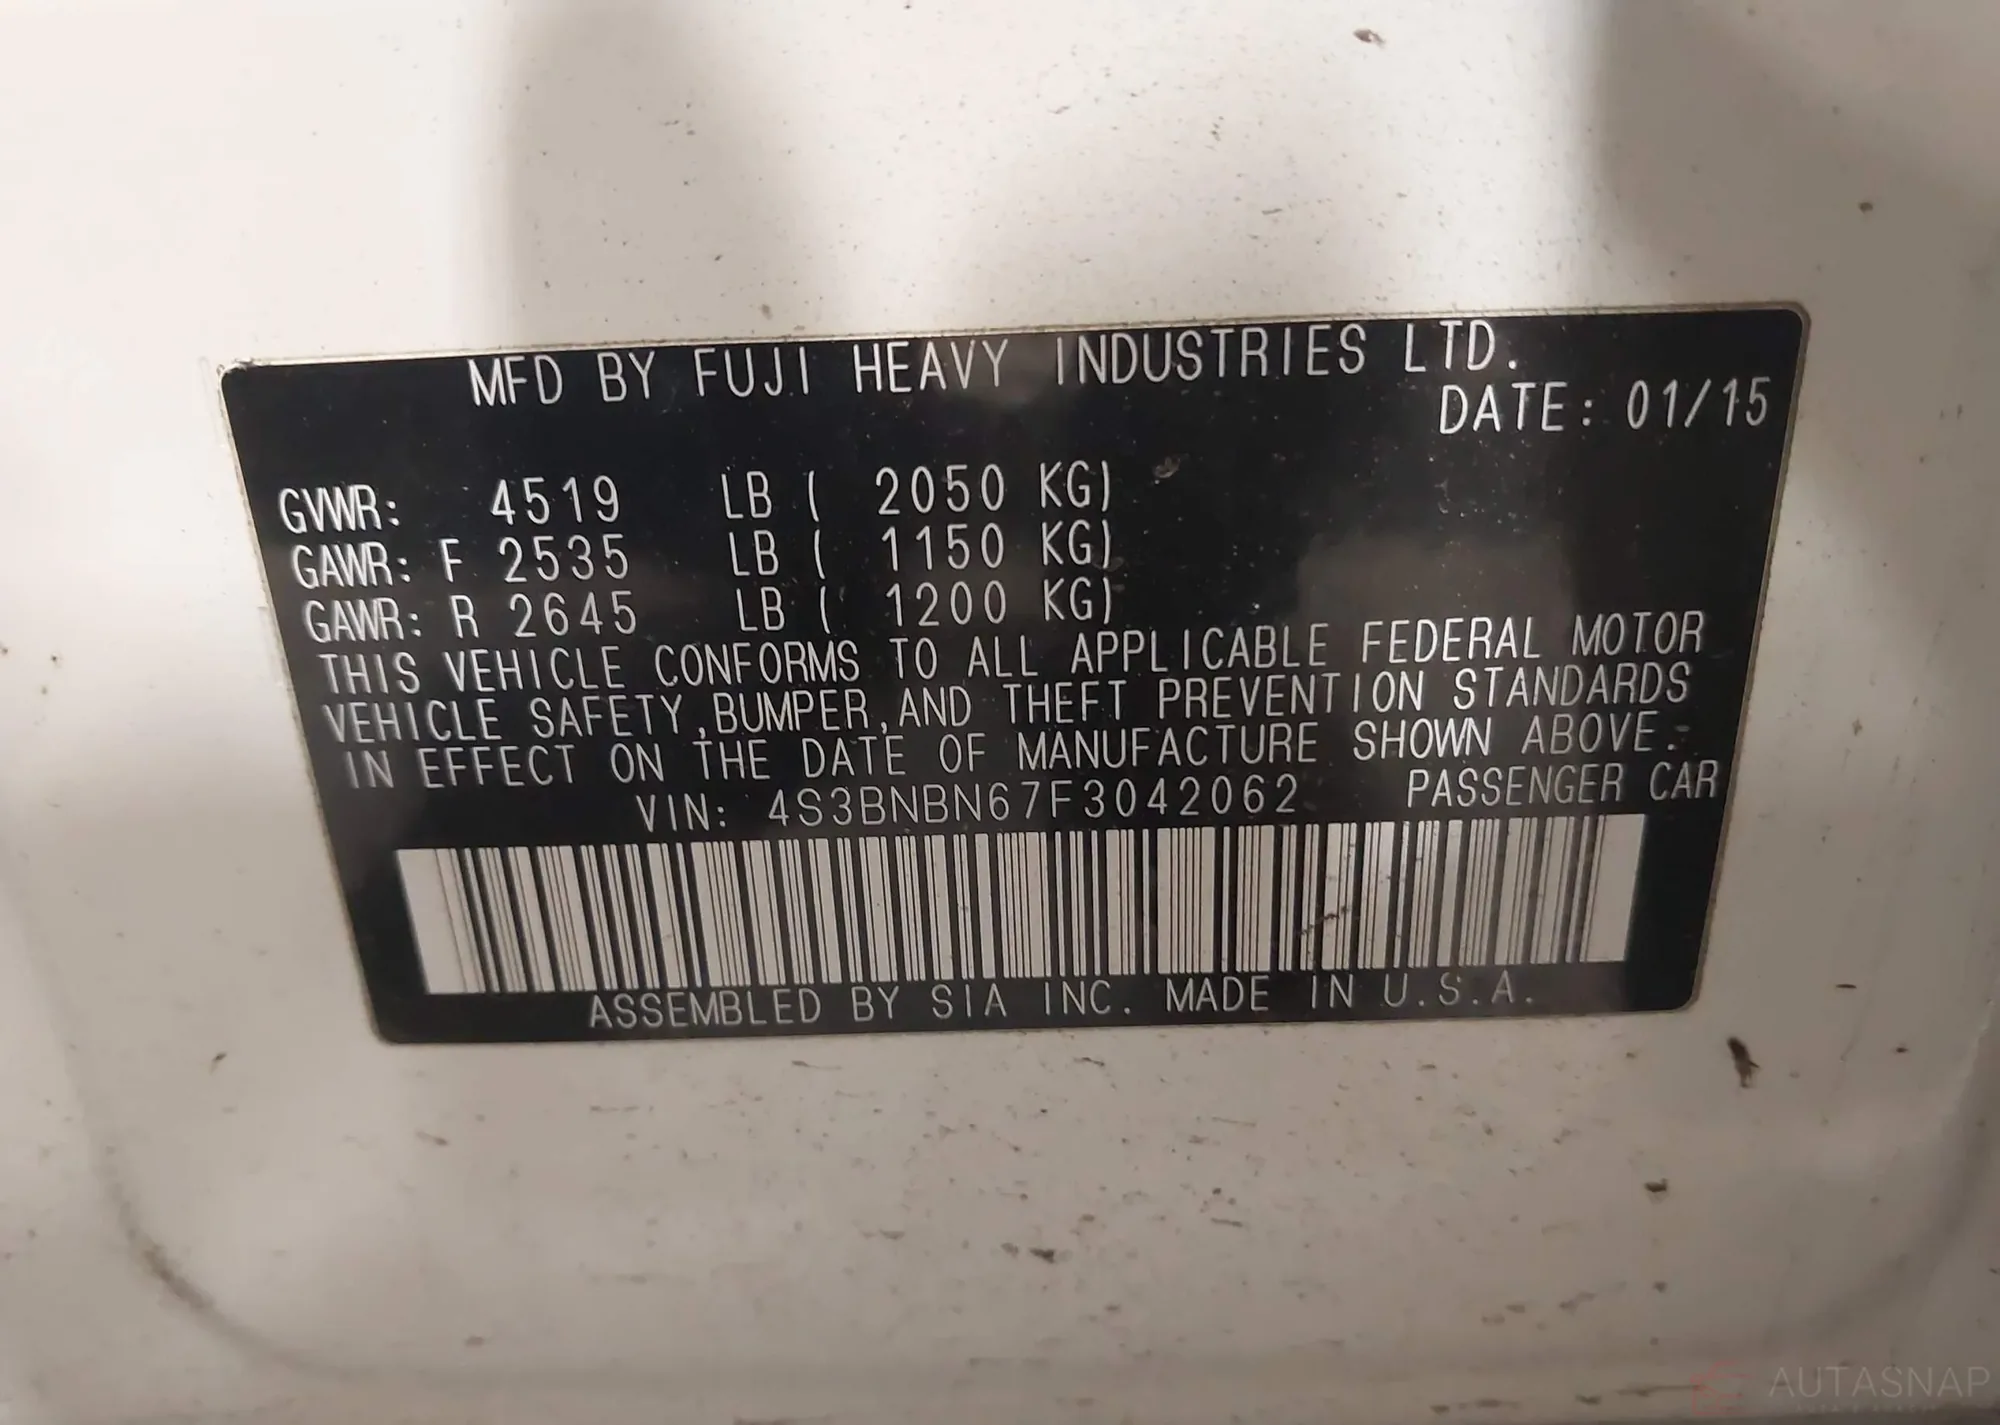 MFD BY FUJI HEAVY INDUSTRIES LTD.
DATE: 01/15
GVWR: 4519 LB ( 2050 KG)
GAWR: F 2535 LB ( 1150 KG)
GAWR: R 2645 LB ( 1200 KG)
THIS VEHICLE CONFORMS TO ALL APPLICABLE FEDERAL MOTOR
VEHICLE SAFETY,BUMPER,AND THEFT PREVENTION STANDARDS
IN EFFECT ON THE DATE OF MANUFACTURE SHOWN ABOVE.
VIN: 4S3BNBN67F3042062 PASSENGER CAR
ASSEMBLED BY SIA INC. MADE IN U.S.A.
AUTASNAP